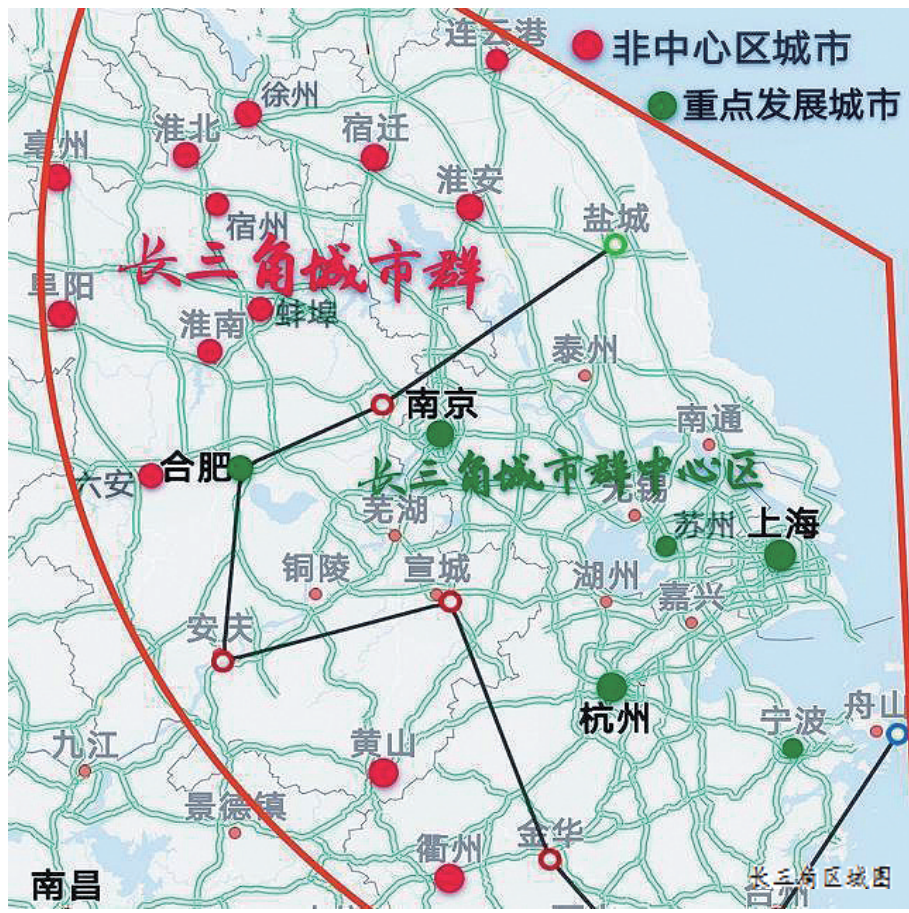 连云港
非中心区城市
徐州
重点发展城市
亳州
淮北
宿迁
淮安
宿州
盐城
长三角城市群
阜阳
蚌埠
淮南
泰州
南京
南通
合肥
长三角城市群中心区
六安
无锡
芜湖
苏州
上海
铜陵
宣城
湖州
嘉兴
安庆
杭州
舟山
宁波
九江
黄山
景德镇
金华
衢州
长三角区域图
南昌
台州